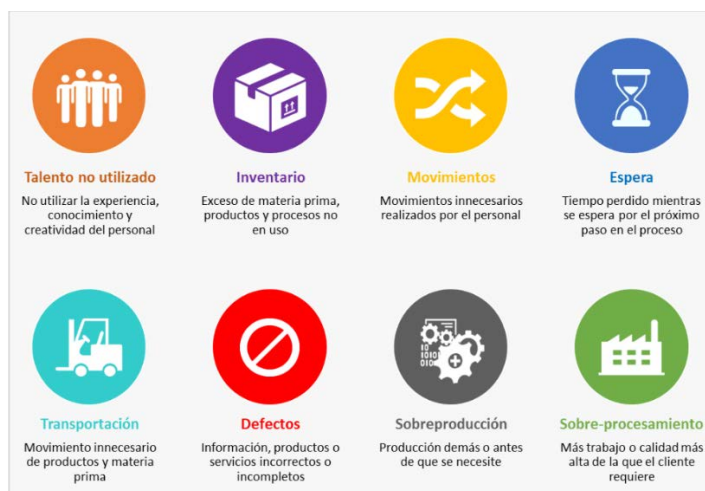 Talento no utilizado
No utilizar la experiencia,
conocimiento y
creatividad del personal
Inventario
Exceso de materia prima,
productos y procesos no
en uso
Movimientos
Movimientos innecesarios
realizados por el personal
Espera
Tiempo perdido mientras
se espera por el próximo
paso en el proceso
Transportación
Movimiento innecesario
de productos y materia
prima
Defectos
Información, productos o
servicios incorrectos o
incompletos
Sobreproducción
Producción demás o antes
de que se necesite
Sobre-procesamiento
Más trabajo o calidad más
alta de la que el cliente
requiere